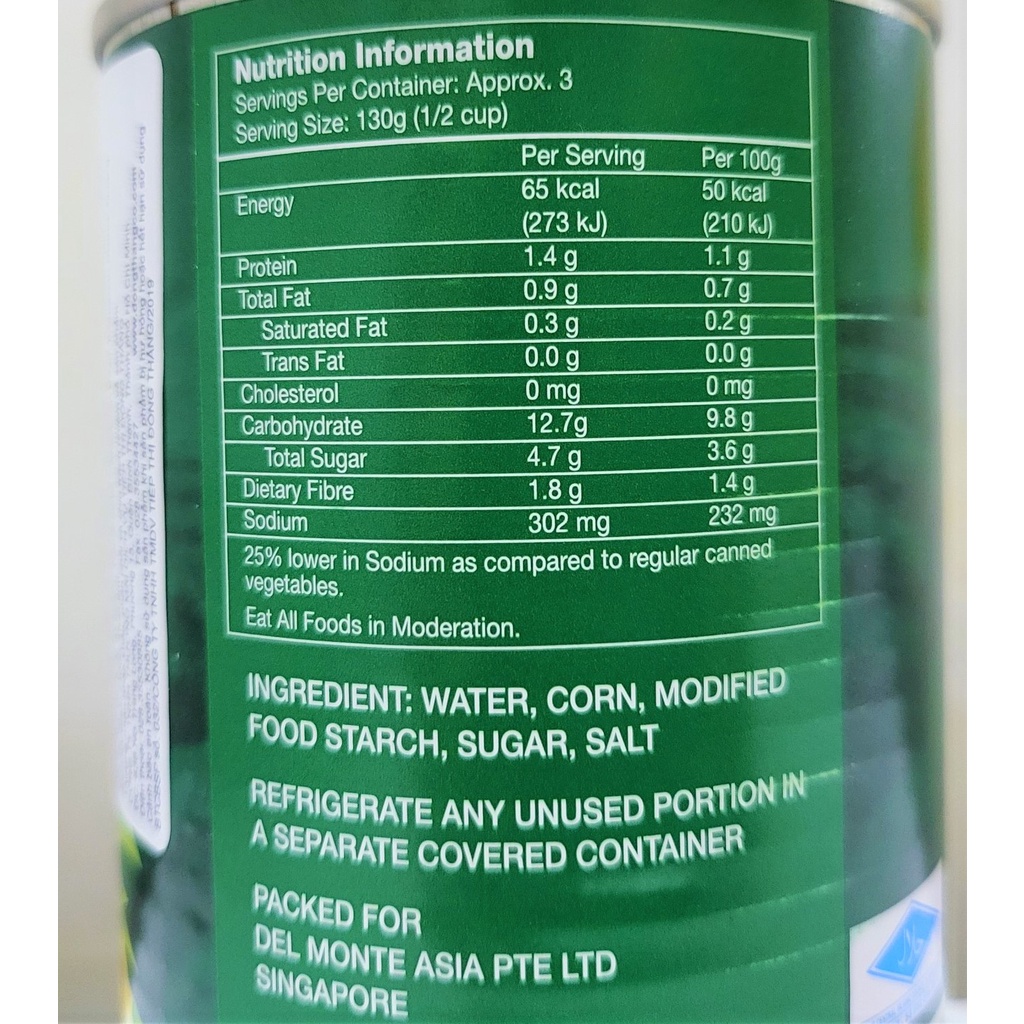 Nutrition Information
Servings Per Container: Approx. 3
Serving Size: 130g (1/2 cup)
Per Serving Per 100g
Energy 65 kcal 50 kcal
(273 kJ) (210 kJ)
Protein 1.4 g 1.1 g
Total Fat 0.9 g 0.7 g
Saturated Fat 0.3 g 0.2 g
Trans Fat 0.0 g 0.0 g
Cholesterol 0 mg 0 mg
Carbohydrate 12.7g 9.8 g
Total Sugar 4.7 g 3.6 g
Dietary Fibre 1.8 g 1.4 g
Sodium 302 mg 232 mg
25% lower in Sodium as compared to regular canned
vegetables.
Eat All Foods in Moderation.
INGREDIENT: WATER, CORN, MODIFIED
FOOD STARCH, SUGAR, SALT
REFRIGERATE ANY UNUSED PORTION IN
A SEPARATE COVERED CONTAINER
PACKED FOR
DEL MONTE ASIA PTE LTD
SINGAPORE